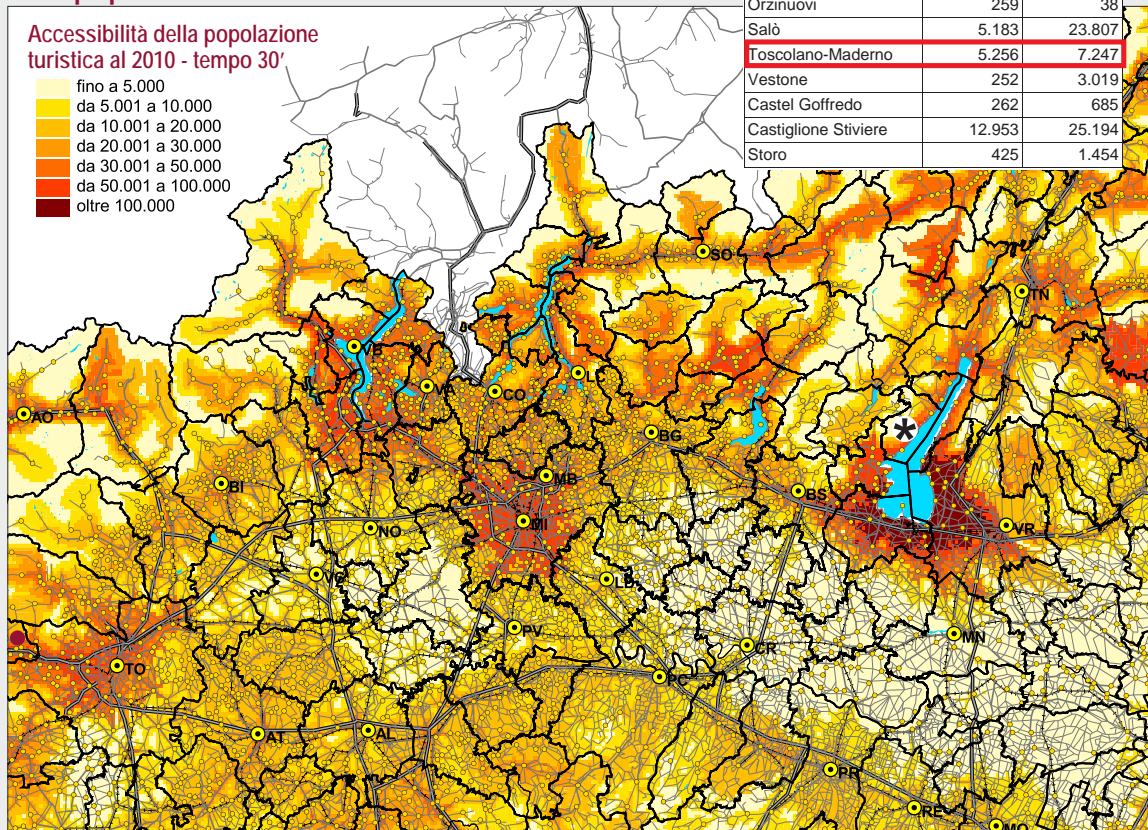 Accessibilità della popolazione
turistica al 2010 - tempo 30'
fino a 5.000
da 5.001 a 10.000
da 10.001 a 20.000
da 20.001 a 30.000
da 30.001 a 50.000
da 50.001 a 100.000
oltre 100.000
Orzinuovi 259 38
Salò 5.183 23.807
Toscolano-Maderno 5.256 7.247
Vestone 252 3.019
Castel Goffredo 262 685
Castiglione Stiviere 12.953 25.194
Storo 425 1.454
SO
TN
VB
VA
CO
LC
AO
*
BG
BI
MB
BS
MI
NO
VR
VC
LO
PV
MN
CR
TO
PC
AT
AL
PR
RE
MO